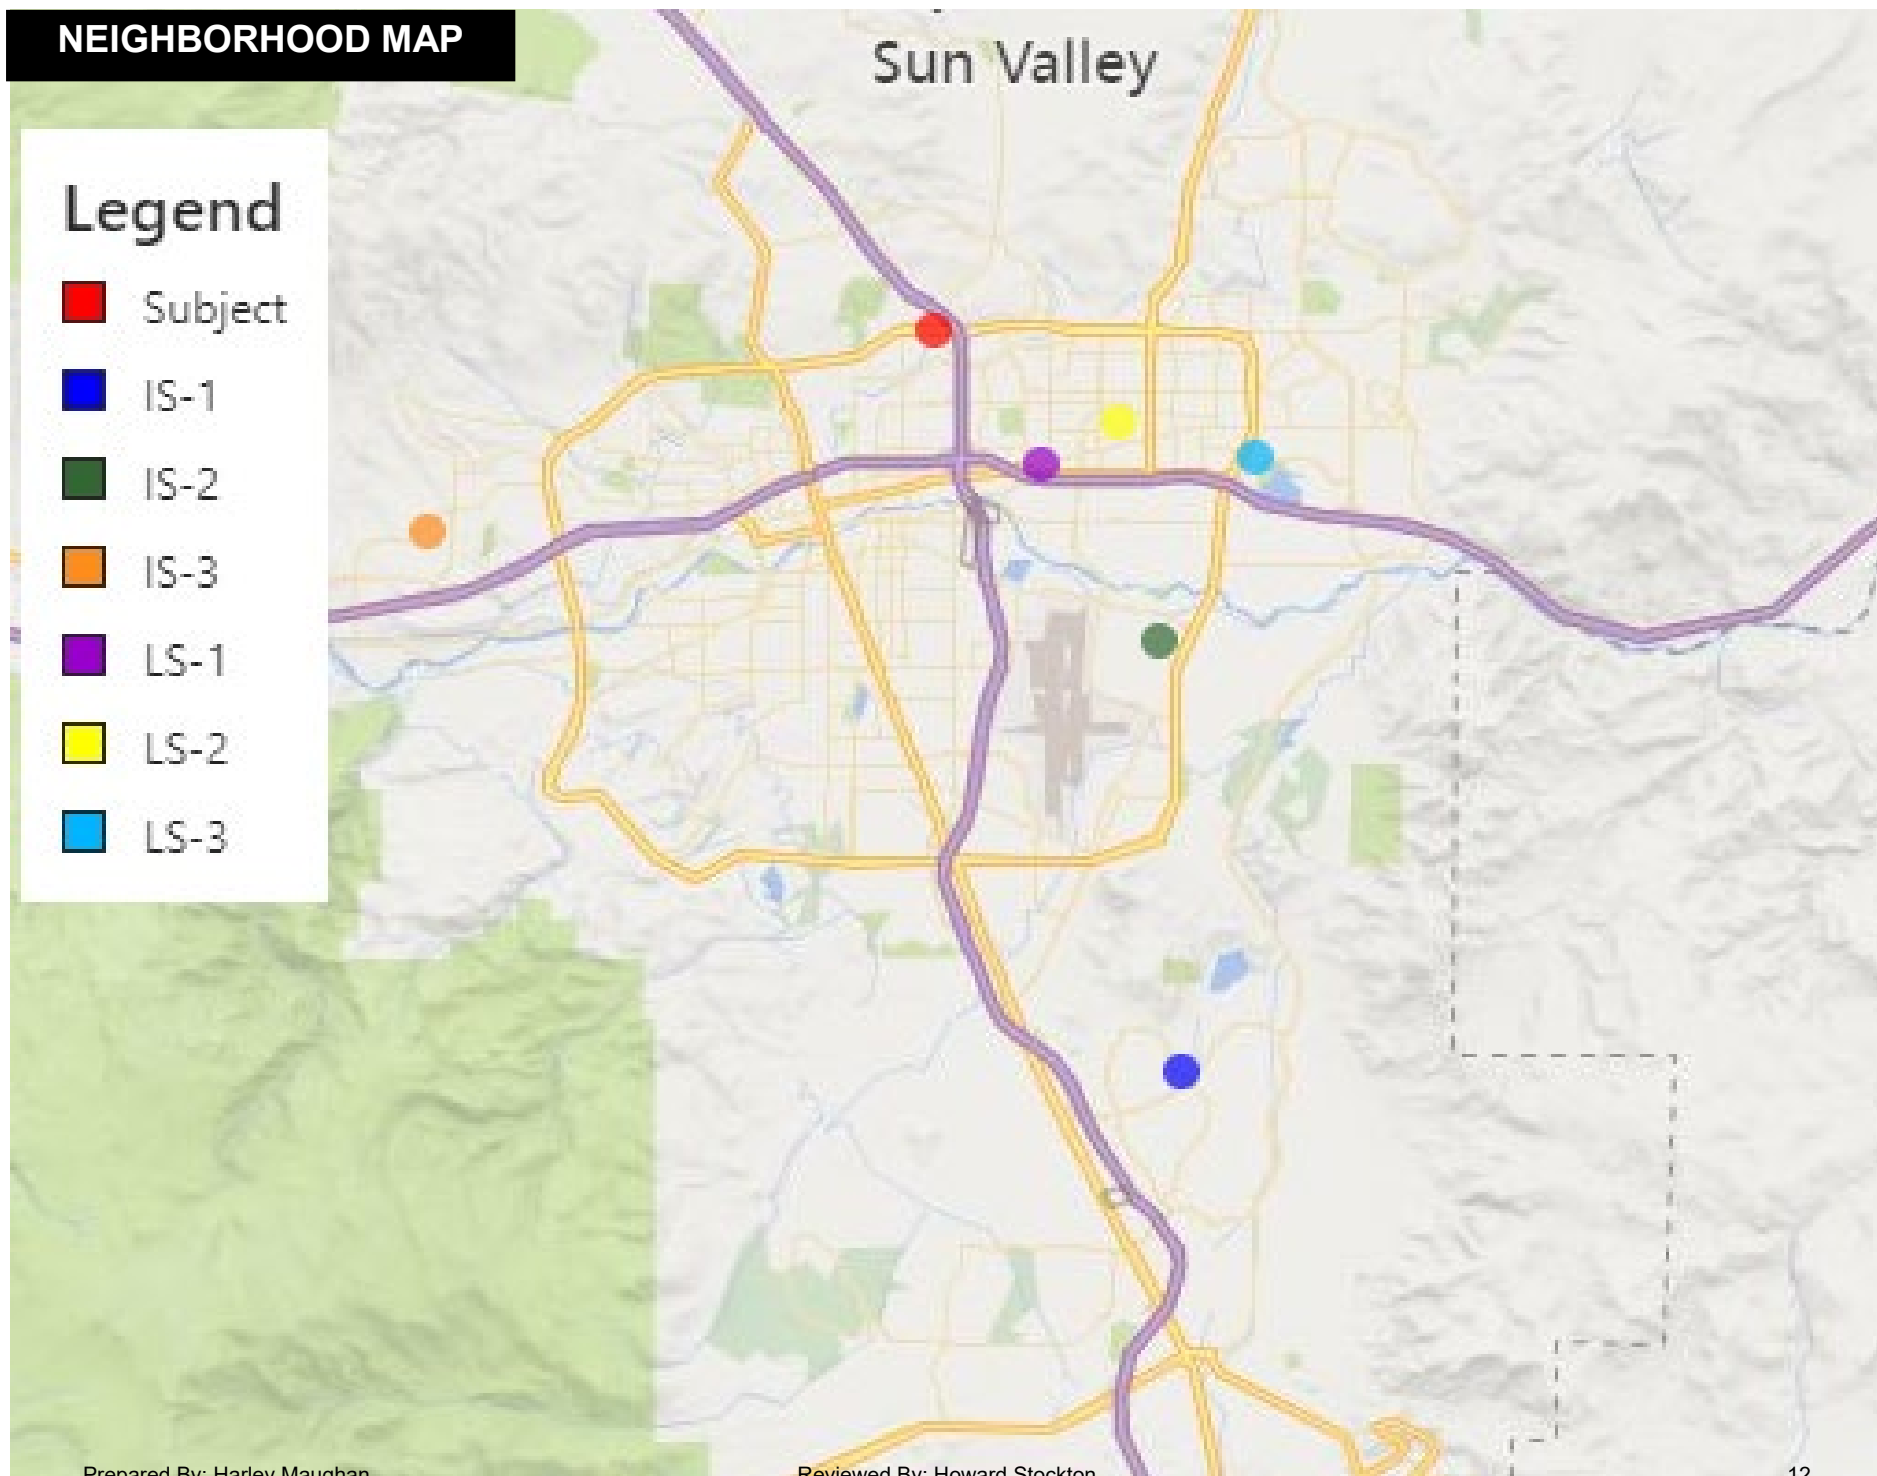 NEIGHBORHOOD MAP
Sun Valley
Legend
Subject
IS-1
IS-2
IS-3
LS-1
LS-2
LS-3
Prepared By: Harley Maughan
Reviewed By: Howard Stockton
12